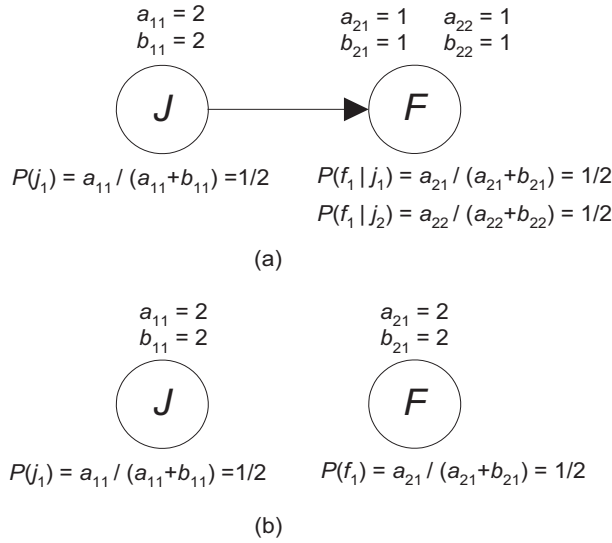 a₁₁ = 2
b₁₁ = 2
a₂₁ = 1 a₂₂ = 1
b₂₁ = 1 b₂₂ = 1
J
F
P(j₁) = a₁₁ / (a₁₁+b₁₁) =1/2
P(f₁ | j₁) = a₂₁ / (a₂₁+b₂₁) = 1/2
P(f₁ | j₂) = a₂₂ / (a₂₂+b₂₂) = 1/2
(a)
a₁₁ = 2
b₁₁ = 2
a₂₁ = 2
b₂₁ = 2
J
F
P(j₁) = a₁₁ / (a₁₁+b₁₁) =1/2
P(f₁) = a₂₁ / (a₂₁+b₂₁) = 1/2
(b)